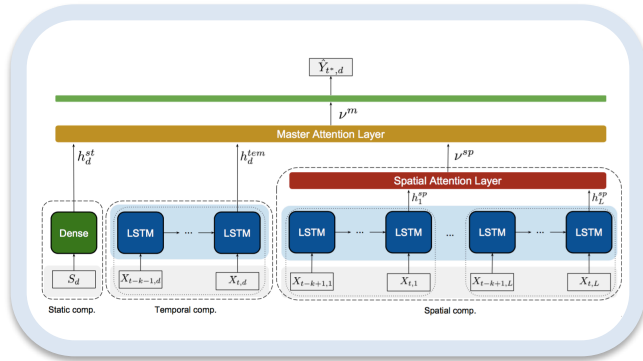 Ŷ_{t*,d}
ν^m
Master Attention Layer
h_d^{st}
h_d^{tem}
ν^{sp}
Spatial Attention Layer
h_1^{sp}
h_L^{sp}
Dense
LSTM
...
LSTM
LSTM
...
LSTM
...
LSTM
...
LSTM
S_d
X_{t-k-1,d}
X_{t,d}
X_{t-k+1,1}
X_{t,1}
X_{t-k+1,L}
X_{t,L}
Static comp.
Temporal comp.
Spatial comp.